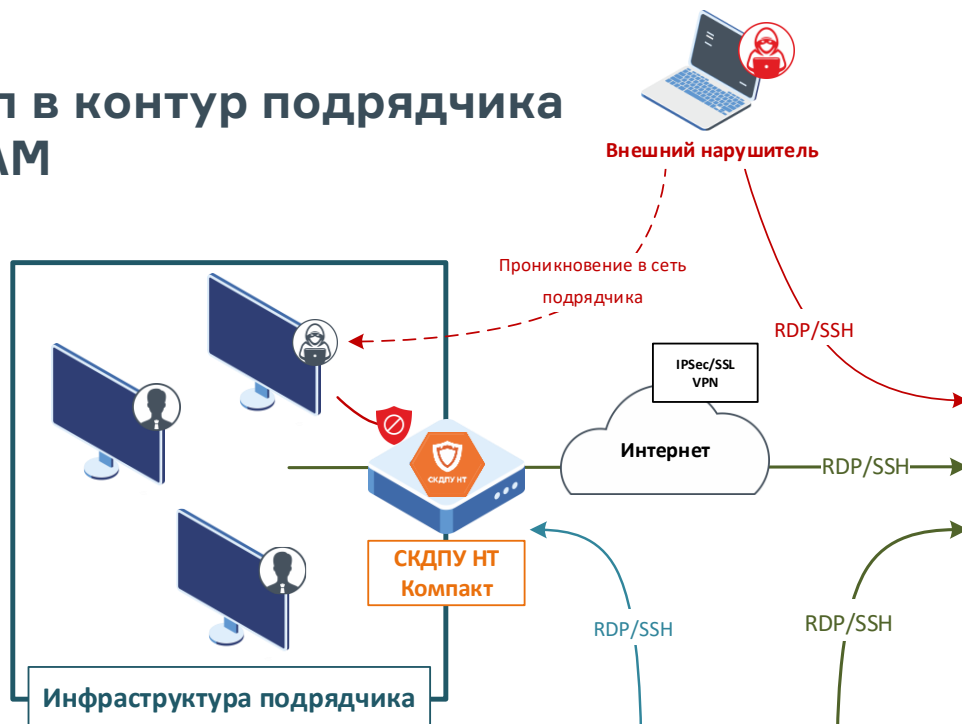 п в контур подрядчика
АМ
Внешний нарушитель
Проникновение в сеть
подрядчика
RDP/SSH
IPSec/SSL
VPN
Интернет
RDP/SSH
СКДПУ НТ
СКДПУ НТ
Компакт
RDP/SSH
RDP/SSH
Инфраструктура подрядчика